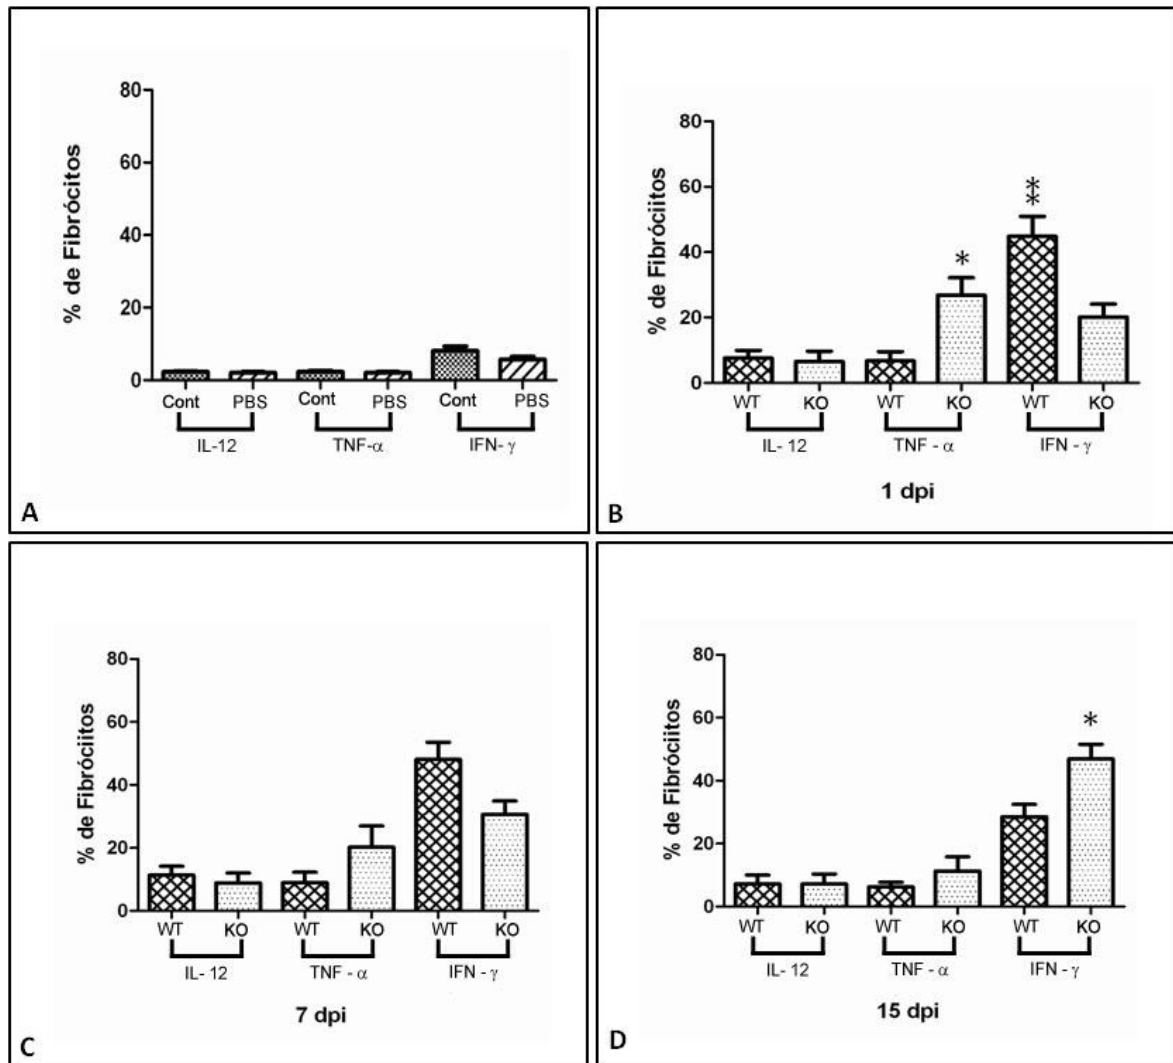 % de Fibrócitos
80
60
40
20
0
Cont PBS Cont PBS Cont PBS
IL-12 TNF-α IFN- γ
A
% de Fibróciitos
80
60
40
20
0
* ** 
WT KO WT KO WT KO
IL- 12 TNF - α IFN - γ
1 dpi
B
% de Fibróciitos
80
60
40
20
0
WT KO WT KO WT KO
IL- 12 TNF - α IFN - γ
7 dpi
C
% de Fibróciitos
80
60
40
20
0
*
WT KO WT KO WT KO
IL- 12 TNF - α IFN - γ
15 dpi
D